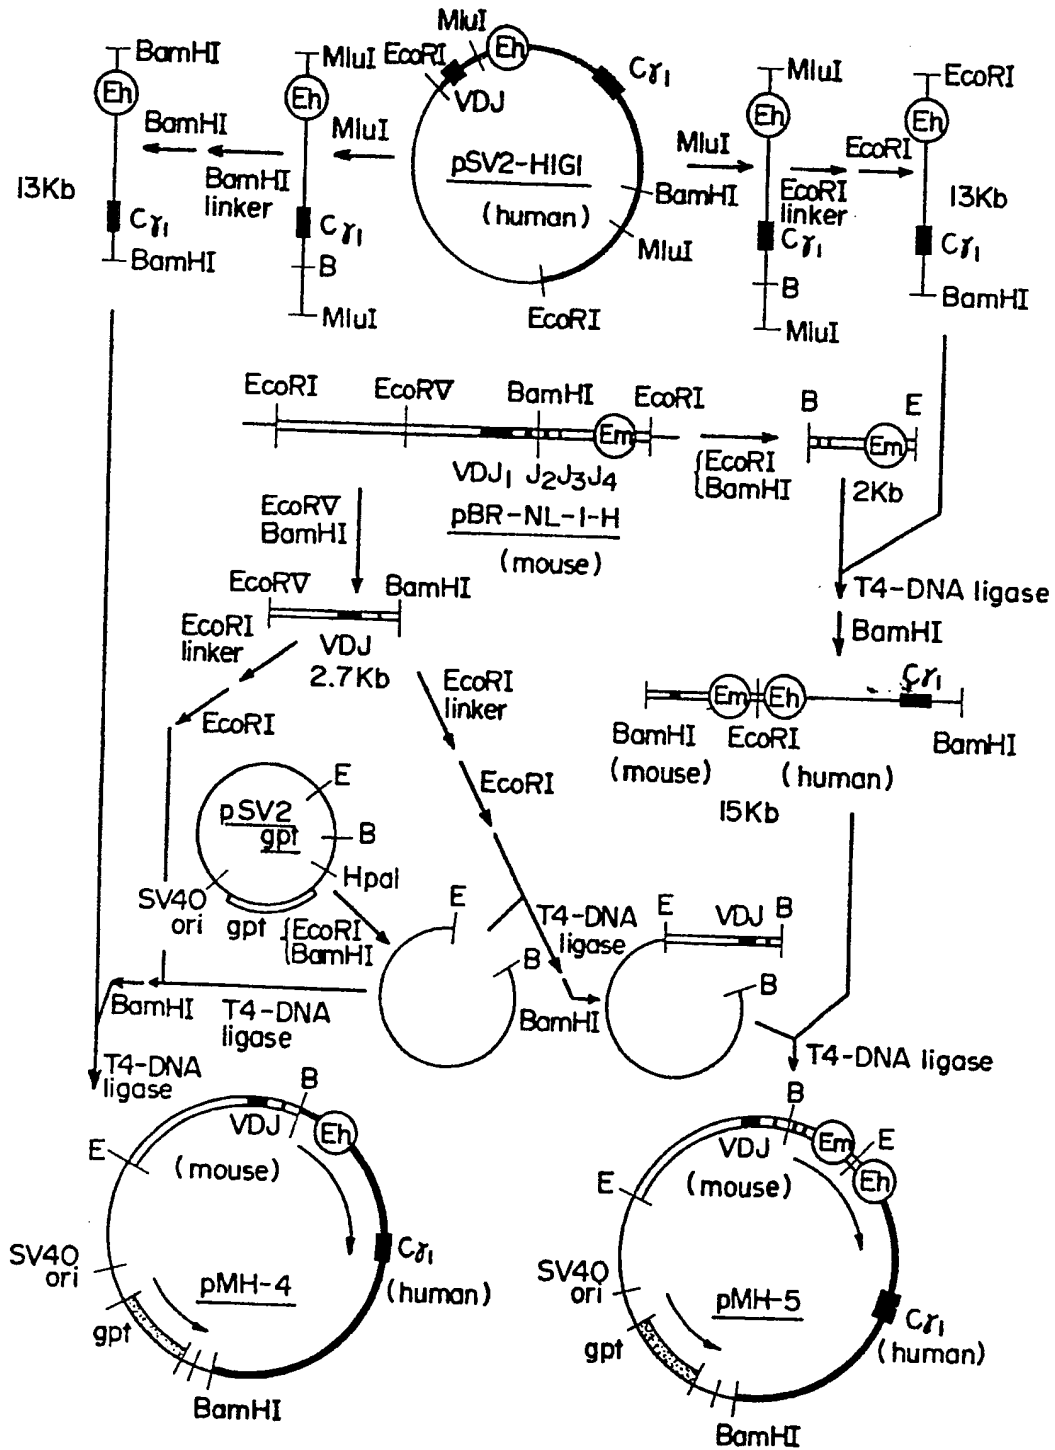 MluI
EcoRI
Eh
VDJ
Cγ1
pSV2-HIGI
(human)
BamHI
MluI
EcoRI
BamHI
Eh
13Kb
Cγ1
BamHI
BamHI
BamHI
linker
MluI
Eh
Cγ1
B
MluI
MluI
MluI
MluI
Eh
Cγ1
B
MluI
EcoRI
linker
EcoRI
EcoRI
Eh
13Kb
Cγ1
BamHI
EcoRI
EcoRV
BamHI
EcoRI
Em
VDJ1 J2J3J4
pBR-NL-1-H
(mouse)
EcoRI
BamHI
B
E
Em
2Kb
EcoRV
BamHI
EcoRV
BamHI
VDJ
2.7Kb
T4-DNA ligase
BamHI
EcoRI
linker
EcoRI
EcoRI
linker
EcoRI
Cγ1
Em
Eh
BamHI
EcoRI
BamHI
(mouse)
(human)
15Kb
E
pSV2
gpt
B
HpaI
SV40
ori
gpt
EcoRI
BamHI
E
B
T4-DNA
ligase
BamHI
E
VDJ
B
B
BamHI
T4-DNA
ligase
T4-DNA
ligase
T4-DNA ligase
B
VDJ
Eh
E
(mouse)
SV40
ori
pMH-4
Cγ1
(human)
gpt
BamHI
B
VDJ
Em
E
Eh
E
(mouse)
SV40
ori
pMH-5
Cγ1
(human)
gpt
BamHI